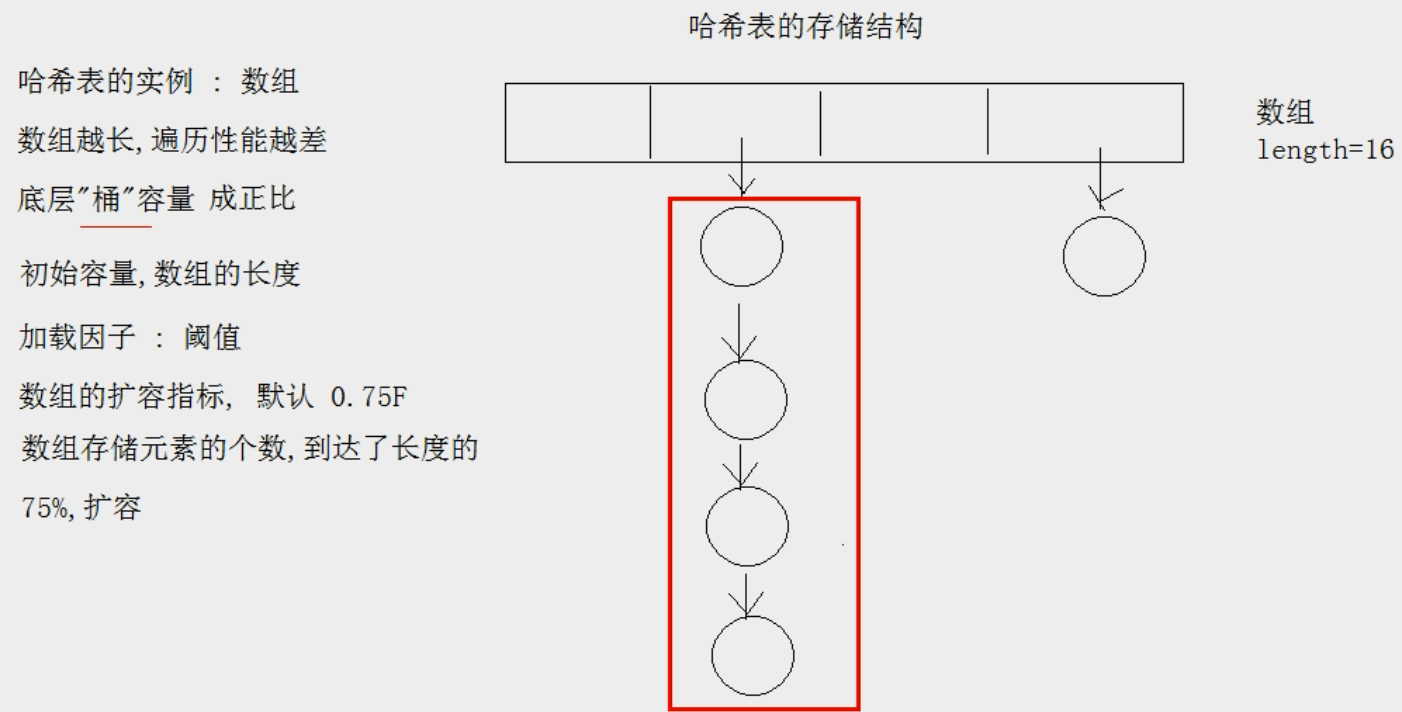 哈希表的存储结构
哈希表的实例 : 数组
数组越长,遍历性能越差
底层"桶"容量 成正比
初始容量,数组的长度
加载因子 : 阈值
数组的扩容指标, 默认 0.75F
数组存储元素的个数,到达了长度的
75%,扩容
数组
length=16